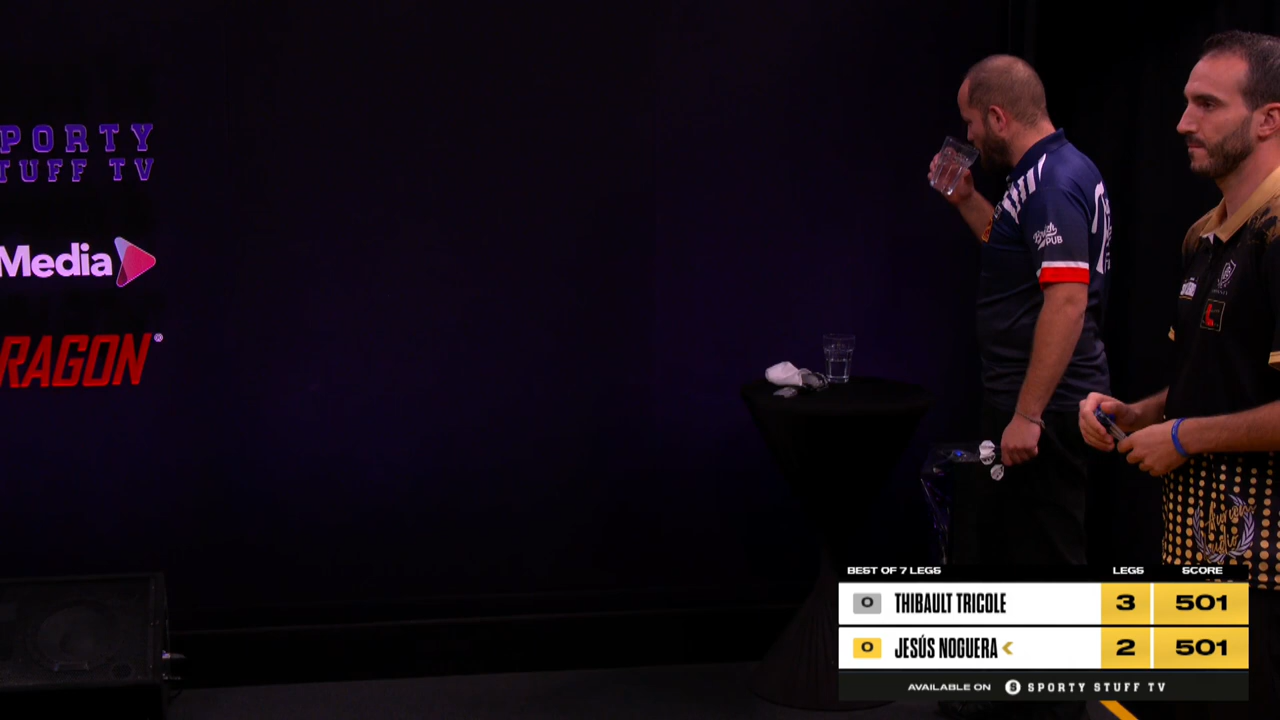 PORTY
TUFF TV
Media
RAGON®
PUB
BEST OF 7 LEGS LEGS SCORE
0 THIBAULT TRICOLE 3 501
0 JESÚS NOGUERA 2 501
AVAILABLE ON S SPORTY STUFF TV